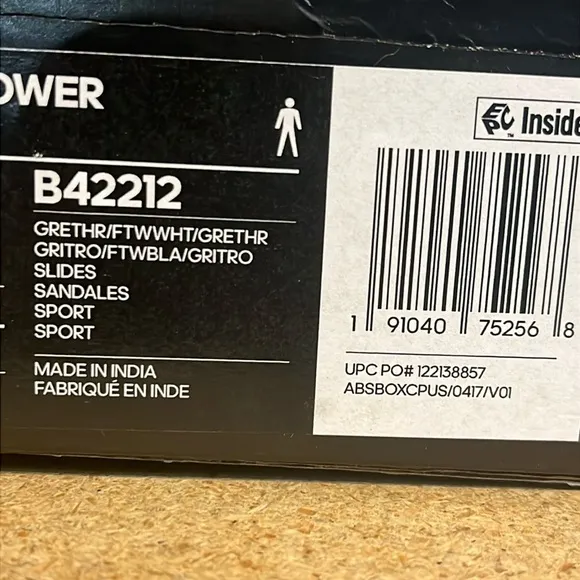 OWER
B42212
GRETHR/FTWWHT/GRETHR
GRITRO/FTWBLA/GRITRO
SLIDES
SANDALES
SPORT
SPORT
MADE IN INDIA
FABRIQUÉ EN INDE
EPC™ Inside
1 91040 75256 8
UPC PO# 122138857
ABSBOXCPUS/0417/V01